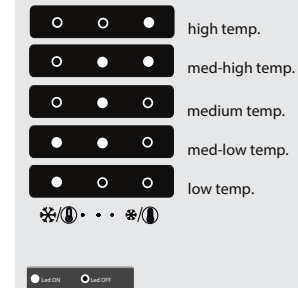 high temp.
med-high temp.
medium temp.
med-low temp.
low temp.
Led ON Led OFF